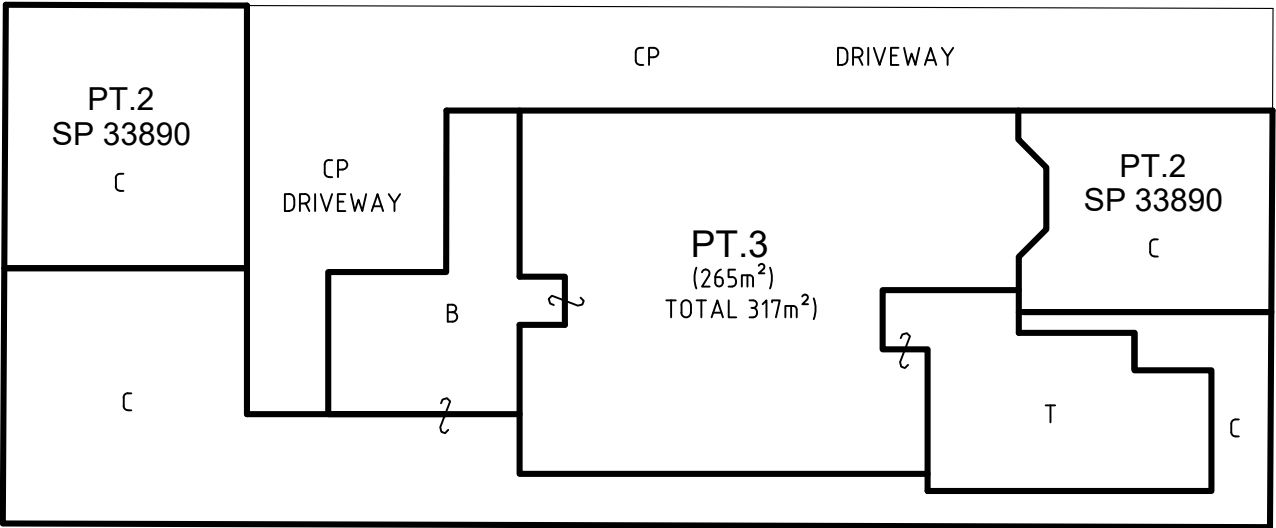 CP DRIVEWAY
PT.2
SP 33890
C
CP
DRIVEWAY
PT.2
SP 33890
C
PT.3
(265m²)
TOTAL 317m²)
B
C
T
C